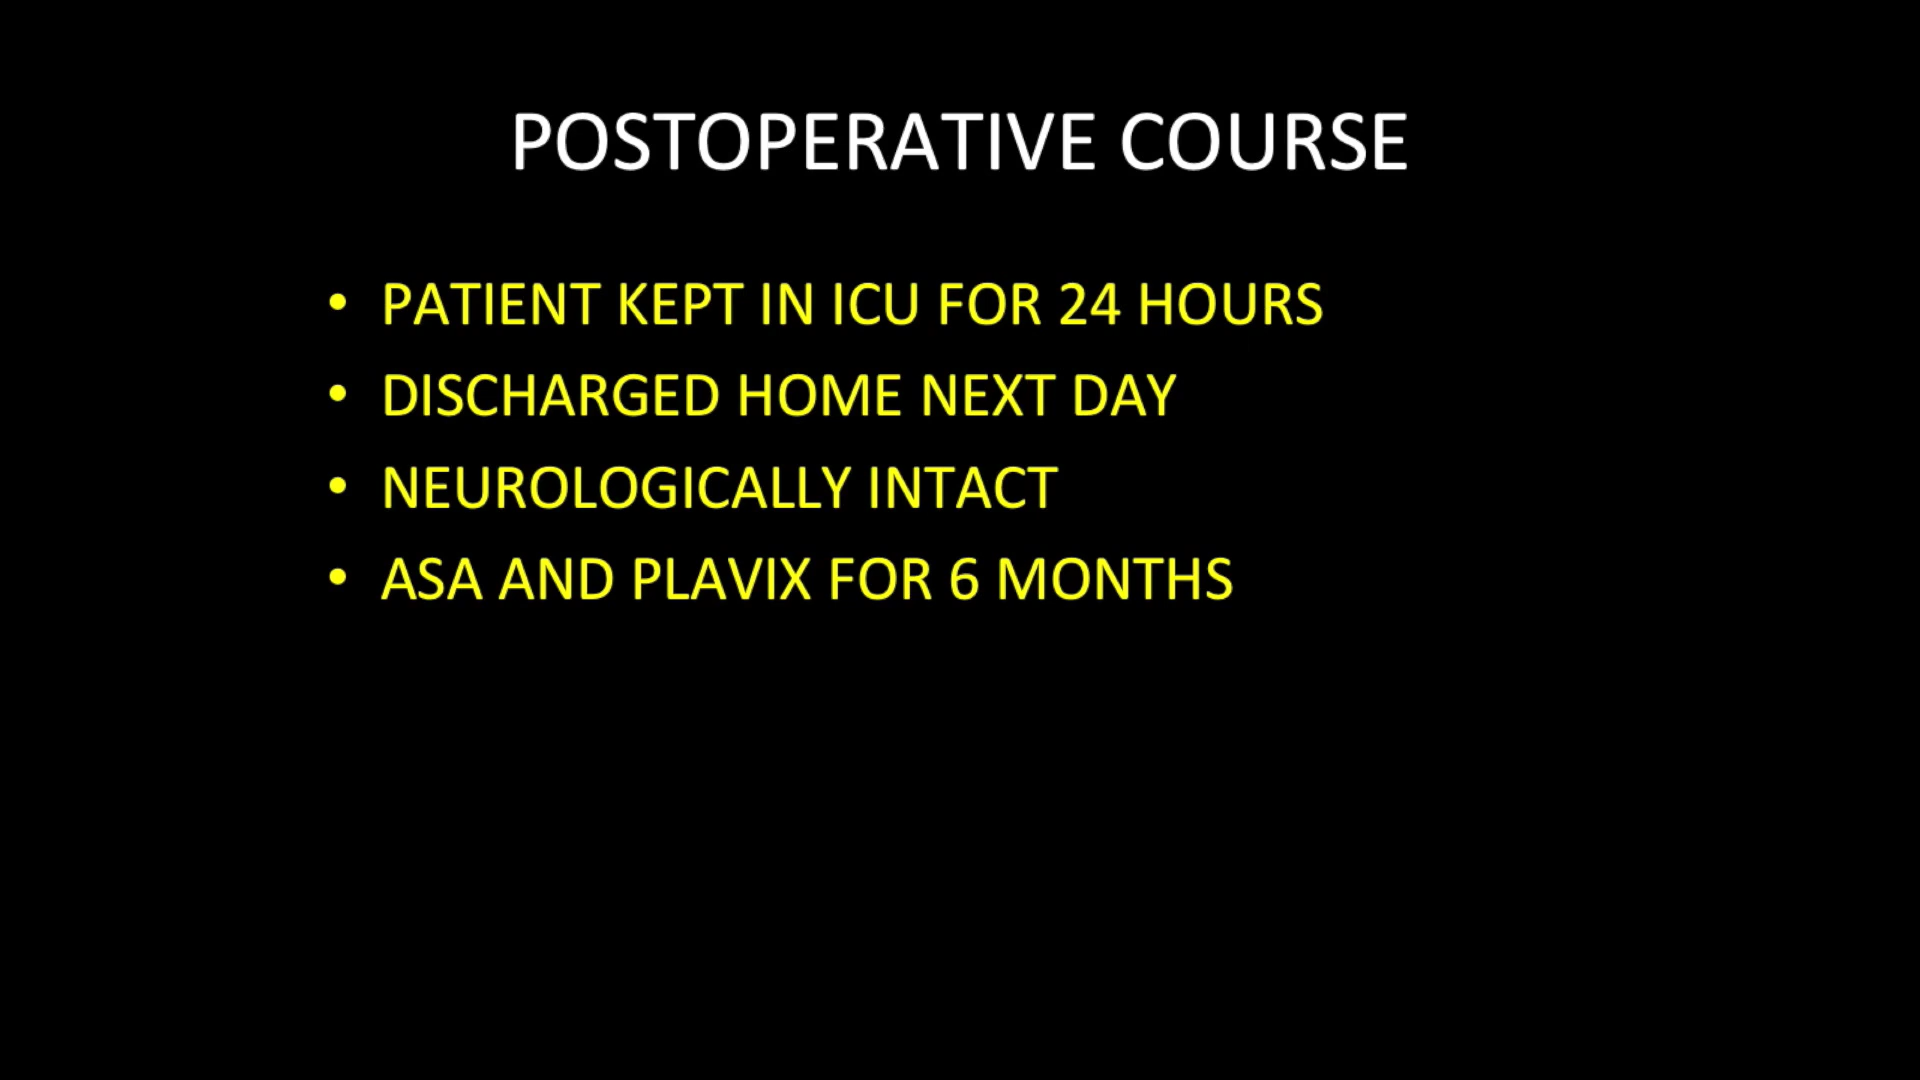 POSTOPERATIVE COURSE
• PATIENT KEPT IN ICU FOR 24 HOURS
• DISCHARGED HOME NEXT DAY
• NEUROLOGICALLY INTACT
• ASA AND PLAVIX FOR 6 MONTHS